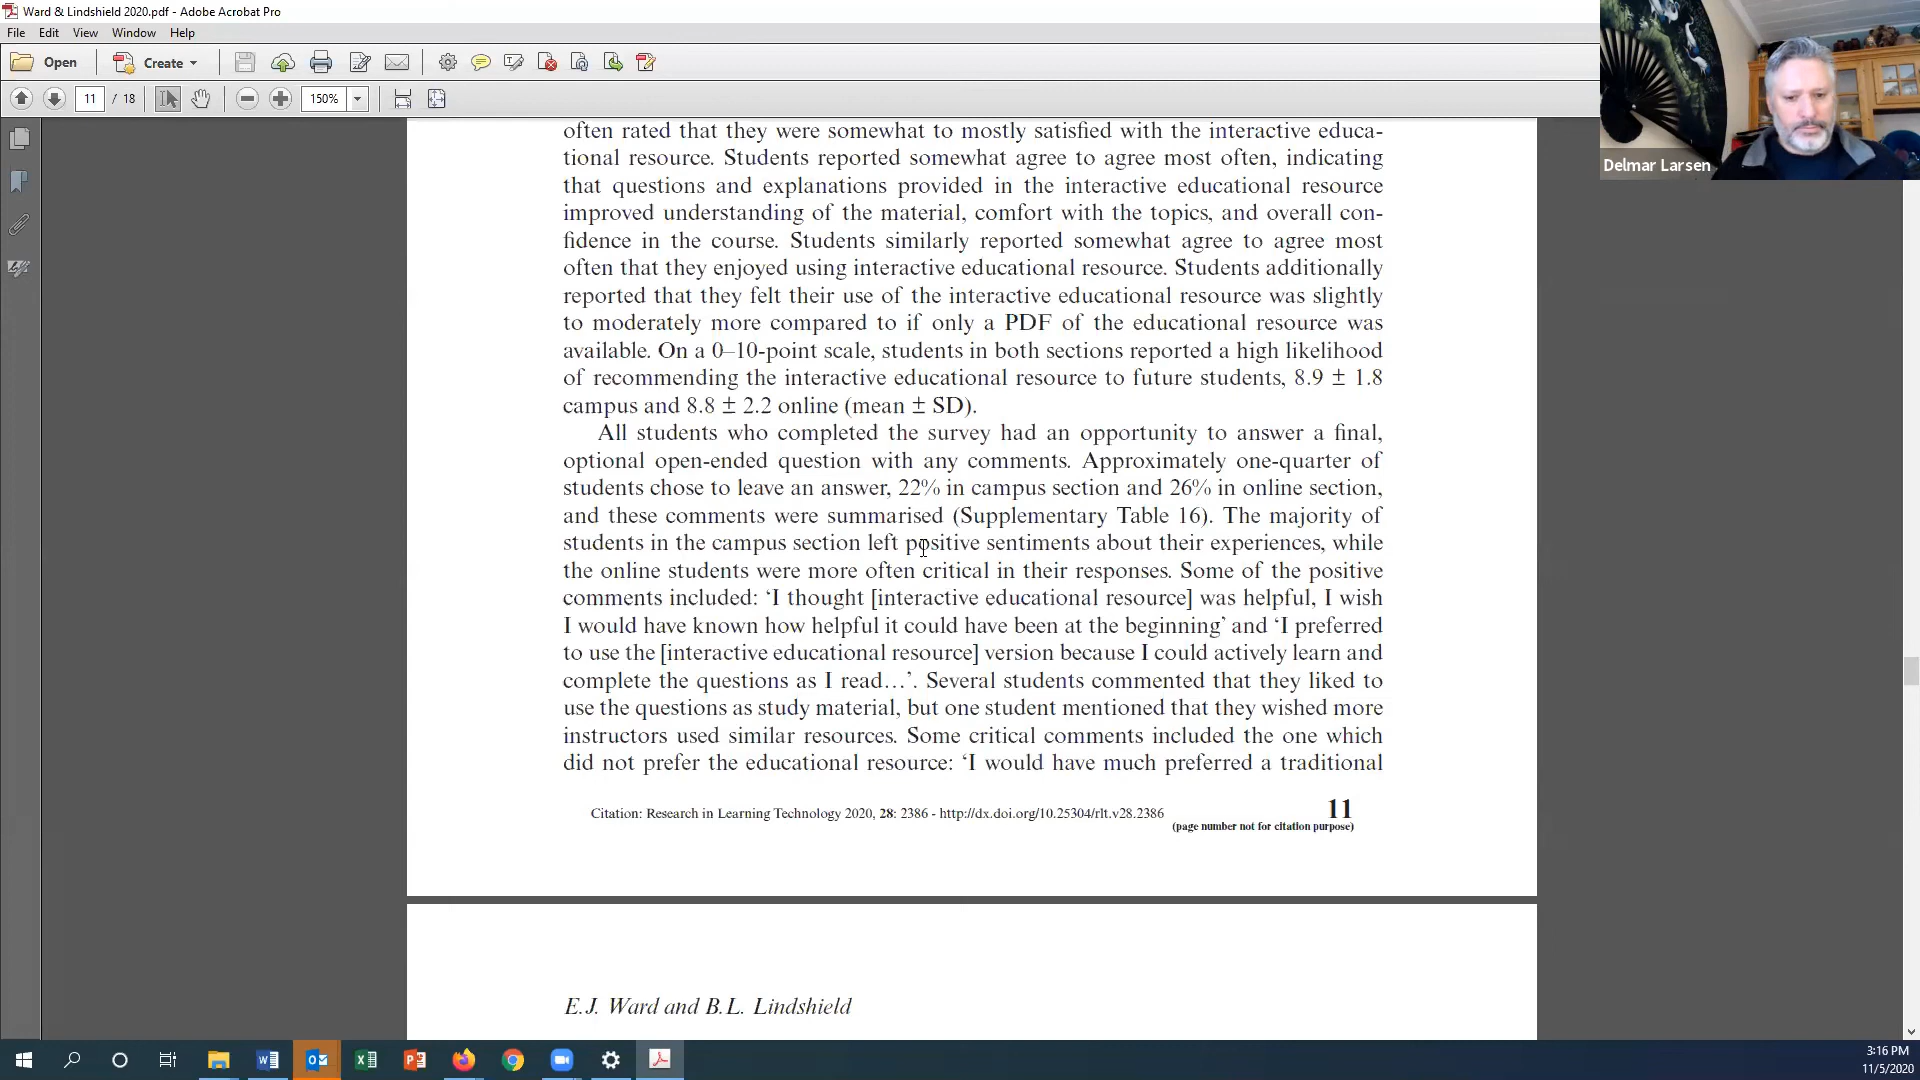 Ward & Lindshield 2020.pdf - Adobe Acrobat Pro
File Edit View Window Help
Open Create
11 / 18 150%
Delmar Larsen
often rated that they were somewhat to mostly satisfied with the interactive educa-
tional resource. Students reported somewhat agree to agree most often, indicating
that questions and explanations provided in the interactive educational resource
improved understanding of the material, comfort with the topics, and overall con-
fidence in the course. Students similarly reported somewhat agree to agree most
often that they enjoyed using interactive educational resource. Students additionally
reported that they felt their use of the interactive educational resource was slightly
to moderately more compared to if only a PDF of the educational resource was
available. On a 0–10-point scale, students in both sections reported a high likelihood
of recommending the interactive educational resource to future students, 8.9 ± 1.8
campus and 8.8 ± 2.2 online (mean ± SD).
All students who completed the survey had an opportunity to answer a final,
optional open-ended question with any comments. Approximately one-quarter of
students chose to leave an answer, 22% in campus section and 26% in online section,
and these comments were summarised (Supplementary Table 16). The majority of
students in the campus section left positive sentiments about their experiences, while
the online students were more often critical in their responses. Some of the positive
comments included: ‘I thought [interactive educational resource] was helpful, I wish
I would have known how helpful it could have been at the beginning’ and ‘I preferred
to use the [interactive educational resource] version because I could actively learn and
complete the questions as I read…’. Several students commented that they liked to
use the questions as study material, but one student mentioned that they wished more
instructors used similar resources. Some critical comments included the one which
did not prefer the educational resource: ‘I would have much preferred a traditional
Citation: Research in Learning Technology 2020, 28: 2386 - http://dx.doi.org/10.25304/rlt.v28.2386
11
(page number not for citation purpose)
E.J. Ward and B.L. Lindshield
3:16 PM
11/5/2020